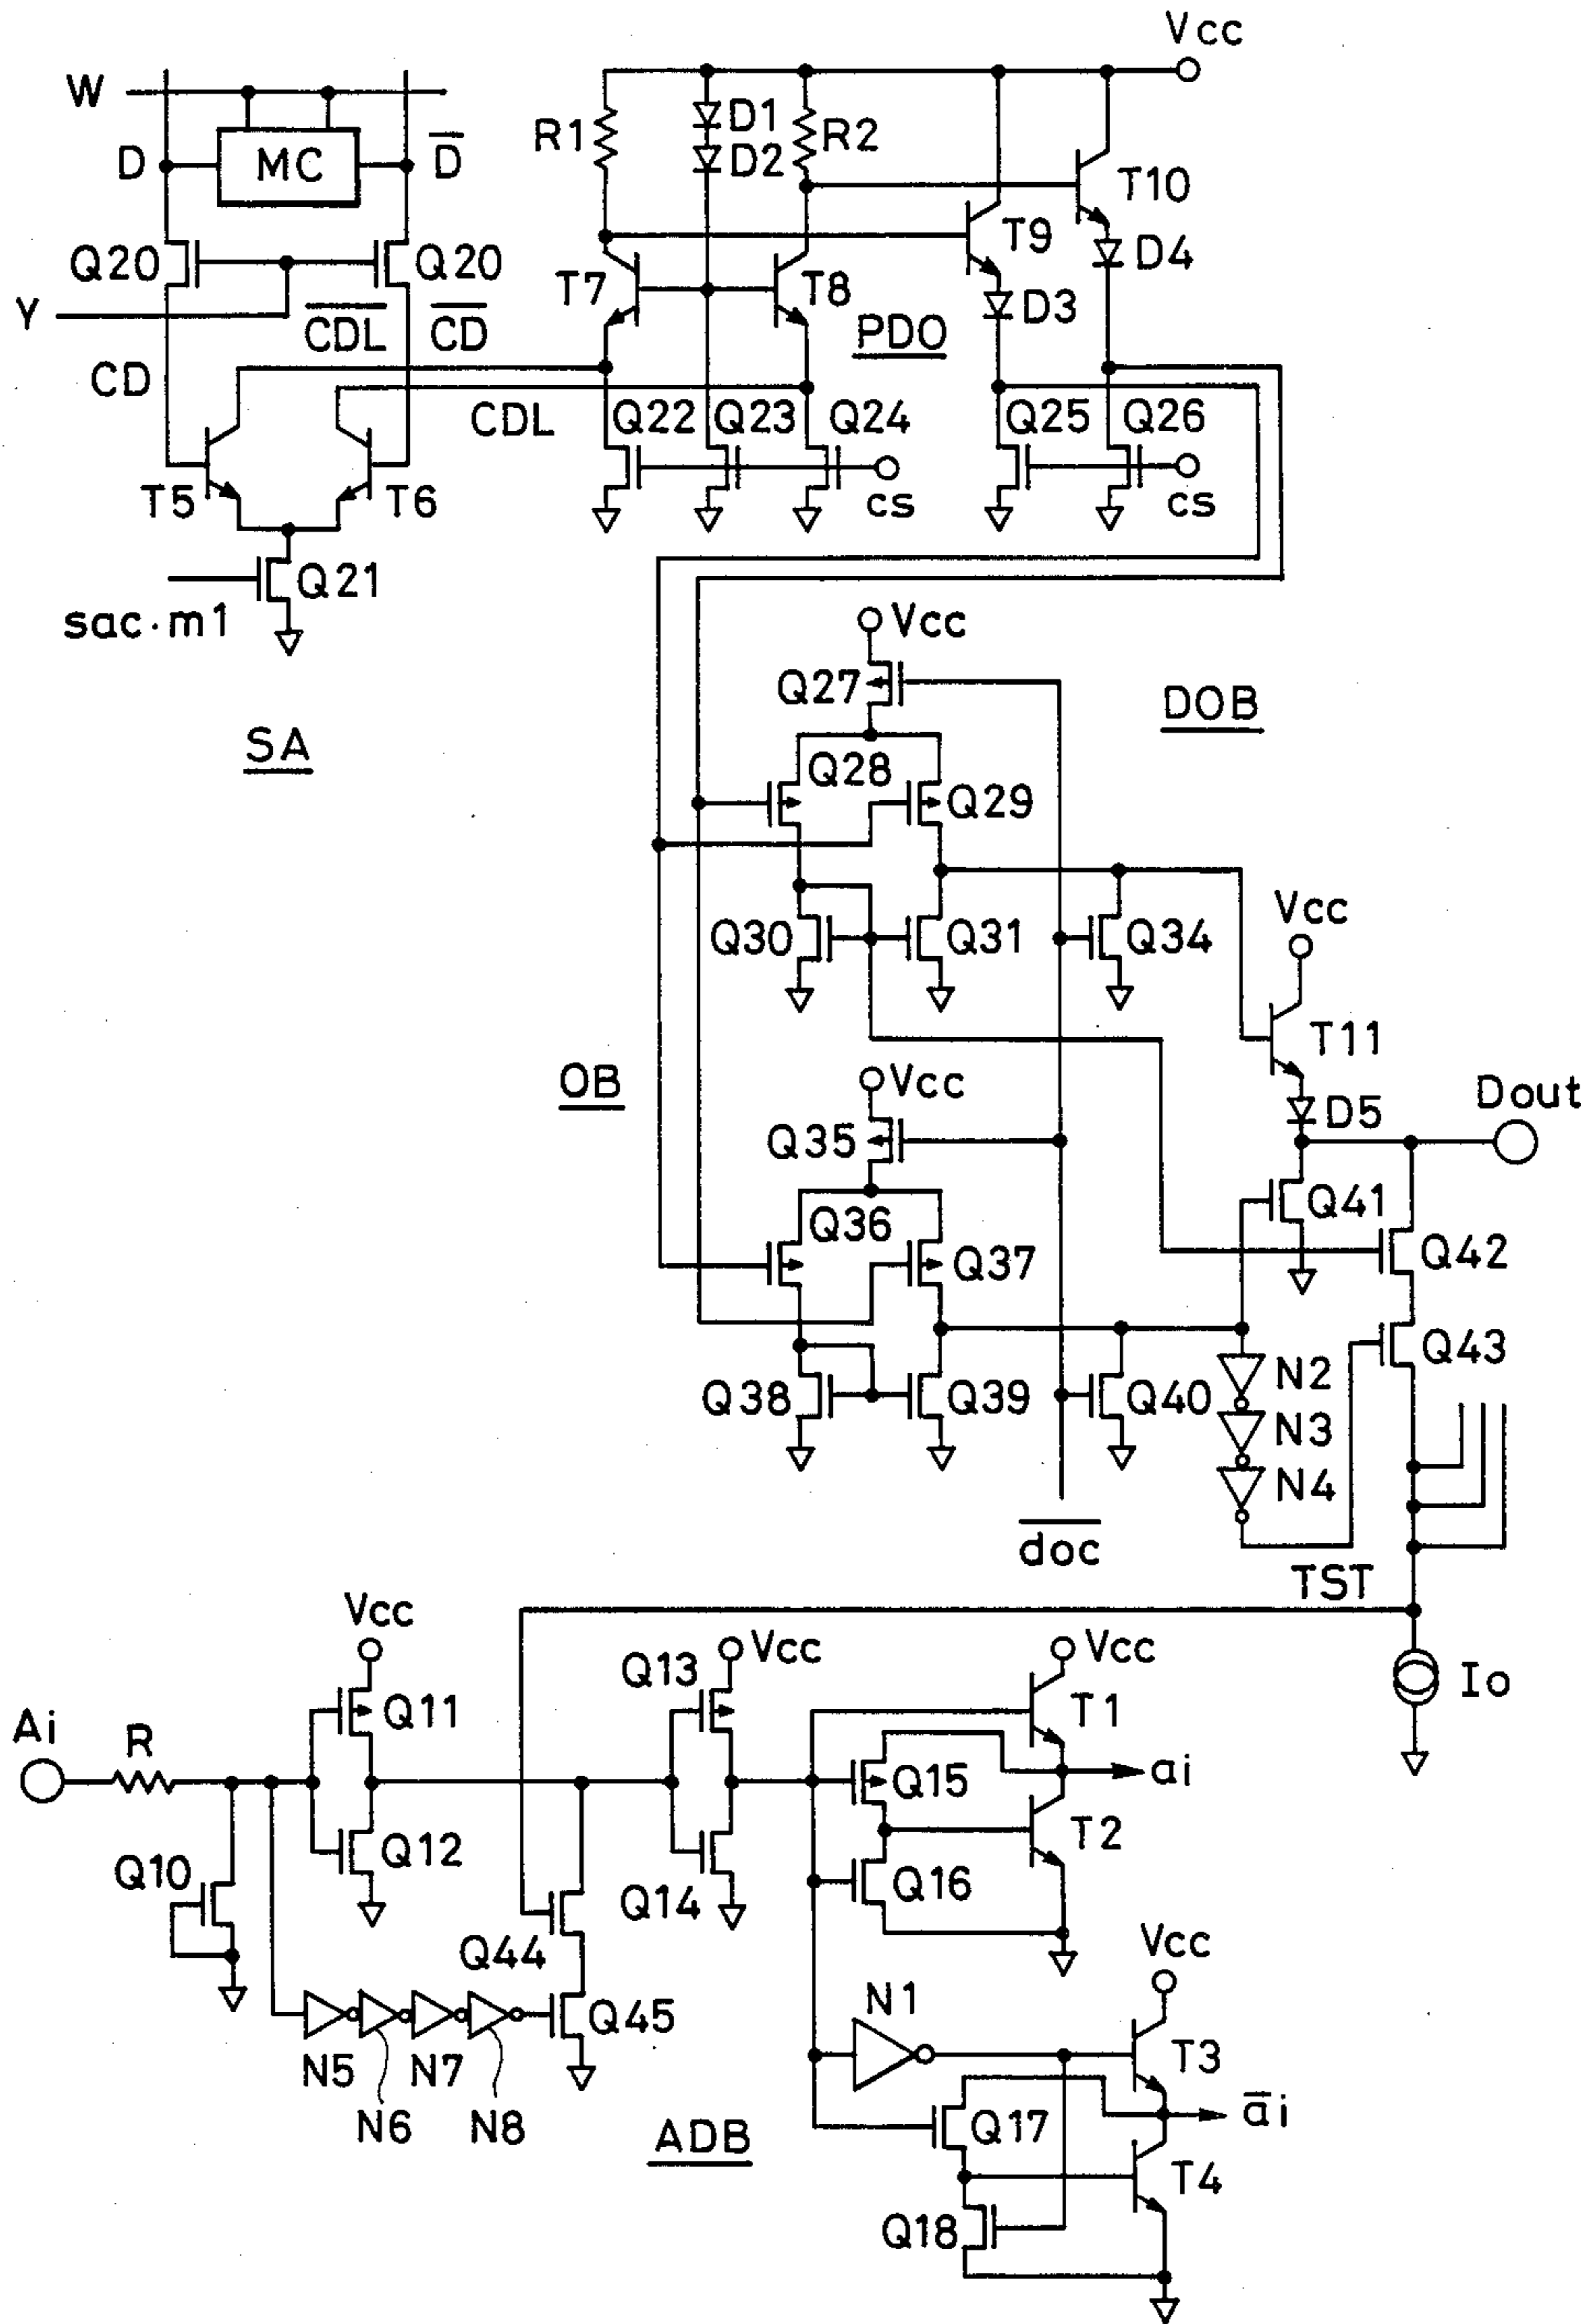 Vcc
W
D1
R1
R2
D
MC
D̅
D2
T10
T9
D4
Q20
Q20
T7
T8
D3
Y
C̅D̅L̅
C̅D̅
PDO
CD
CDL
Q22
Q23
Q24
Q25
Q26
T5
T6
cs
cs
Q21
sac·m1
Vcc
Q27
DOB
SA
Q28
Q29
Vcc
Q30
Q31
Q34
T11
OB
Vcc
D5
Dout
Q35
Q41
Q36
Q37
Q42
Q43
Q38
Q39
Q40
N2
N3
N4
d̅o̅c̅
TST
Vcc
Q13
Vcc
Vcc
Io
Ai
R
Q11
T1
Q15
ai
Q12
T2
Q10
Q14
Q16
Q44
Vcc
N1
Q45
T3
N5
N7
N6
N8
ADB
Q17
a̅i
T4
Q18